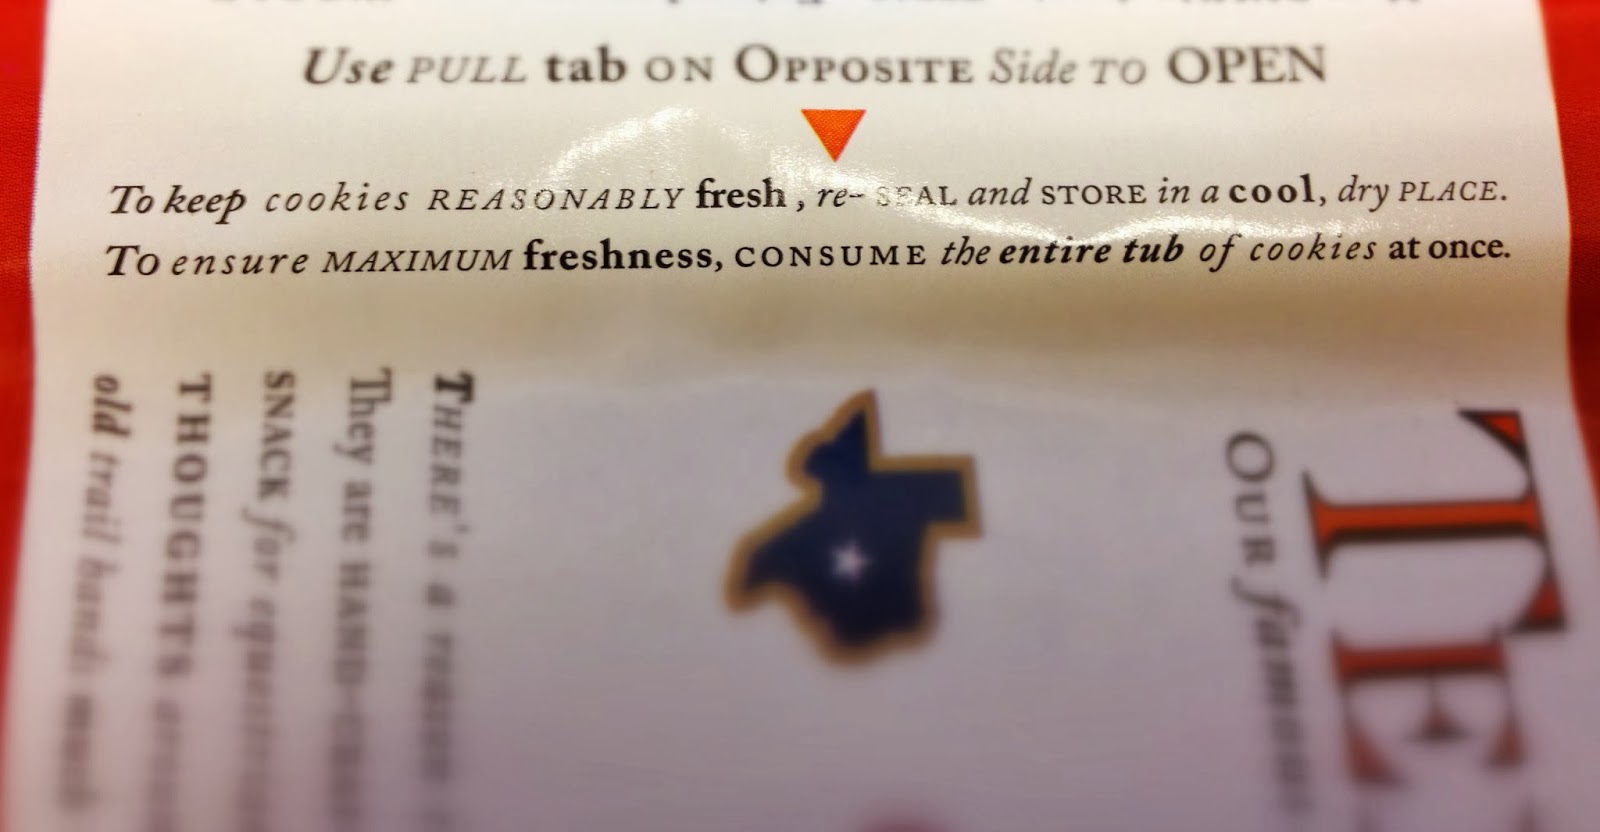 Use PULL tab ON OPPOSITE Side TO OPEN
To keep cookies REASONABLY fresh, re-SEAL and STORE in a cool, dry PLACE.
To ensure MAXIMUM freshness, CONSUME the entire tub of cookies at once.
TE
OUR famous
THERE'S a
They are HAND-
SNACK for
THOUGHTS
old trail hands